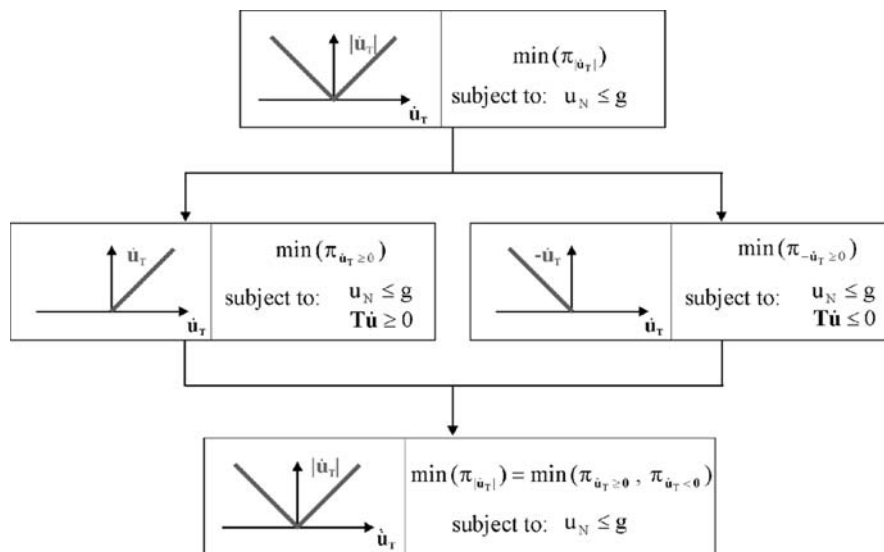 |u̇_T|
u̇_T
min(π_|u̇_T|)
subject to: u_N ≤ g
u̇_T
u̇_T
min(π_u̇_T ≥0)
subject to: u_N ≤ g
Tu̇ ≥ 0
-u̇_T
u̇_T
min(π_-u̇_T ≥0)
subject to: u_N ≤ g
Tu̇ ≤ 0
|u̇_T|
u̇_T
min(π_|u̇_T|) = min(π_u̇_T ≥0 , π_u̇_T <0)
subject to: u_N ≤ g